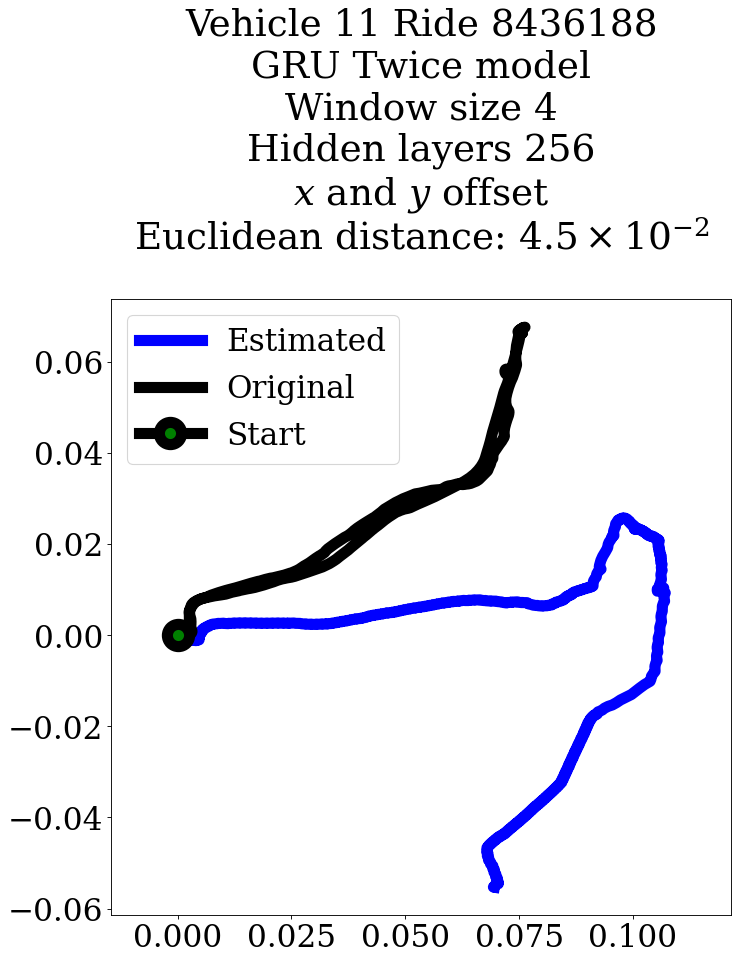 Vehicle 11 Ride 8436188
GRU Twice model
Window size 4
Hidden layers 256
x and y offset
Euclidean distance: 4.5 × 10⁻²
Estimated
Original
Start
0.06
0.04
0.02
0.00
−0.02
−0.04
−0.06
0.000 0.025 0.050 0.075 0.100